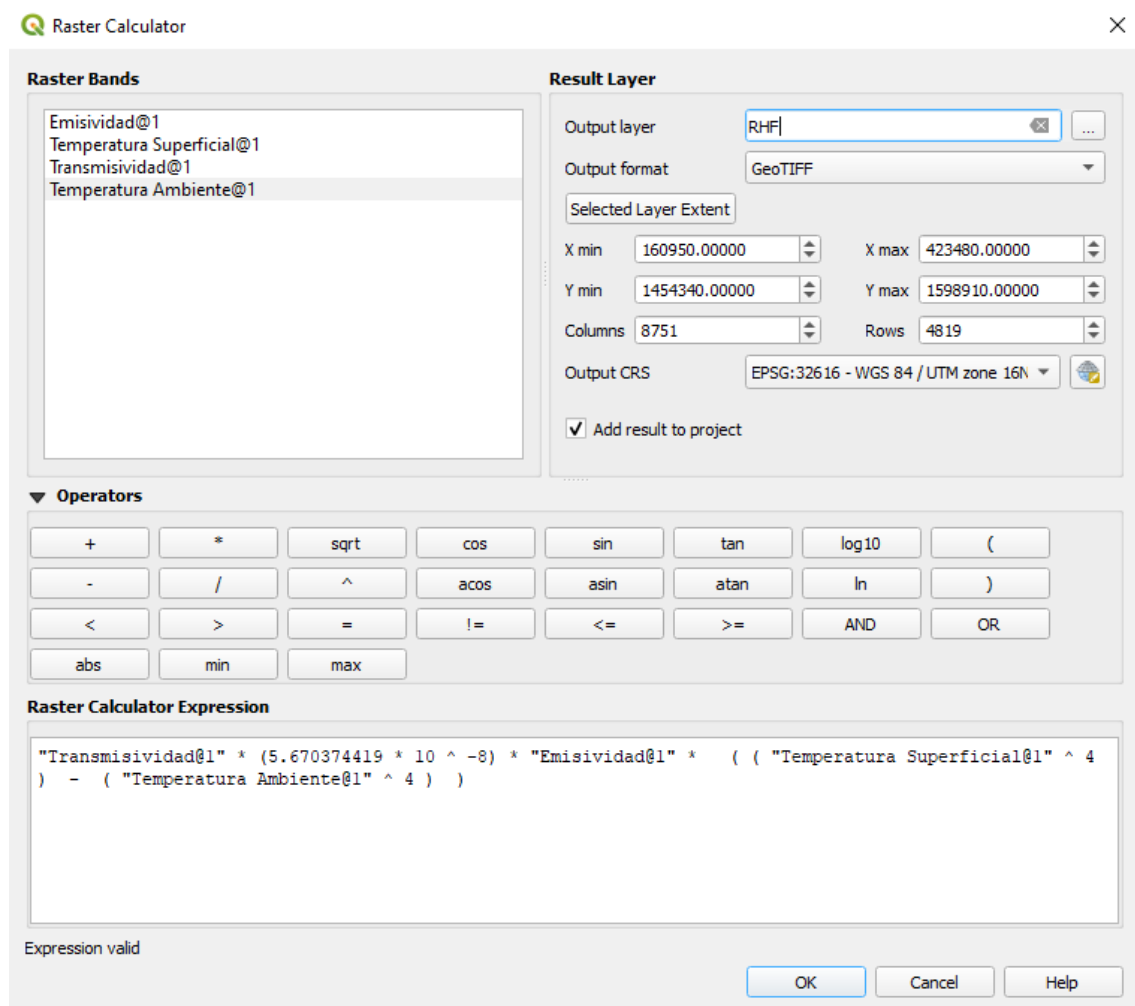 Raster Calculator
Raster Bands
Emisividad@1
Temperatura Superficial@1
Transmisividad@1
Temperatura Ambiente@1
Result Layer
Output layer RHF ...
Output format GeoTIFF
Selected Layer Extent
X min 160950.00000 X max 423480.00000
Y min 1454340.00000 Y max 1598910.00000
Columns 8751 Rows 4819
Output CRS EPSG:32616 - WGS 84 / UTM zone 16N
Add result to project
Operators
+ * sqrt cos sin tan log10 (
- / ^ acos asin atan ln )
< > = != <= >= AND OR
abs min max
Raster Calculator Expression
"Transmisividad@1" * (5.670374419 * 10 ^ -8) * "Emisividad@1" * ( ( "Temperatura Superficial@1" ^ 4
) - ( "Temperatura Ambiente@1" ^ 4 ) )
Expression valid
OK Cancel Help